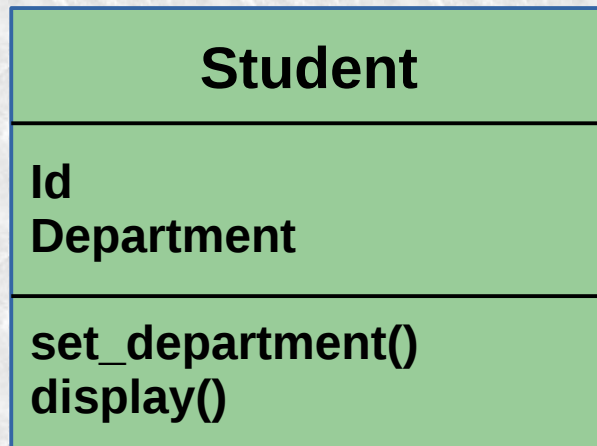 Student
Id
Department
set_department()
display()